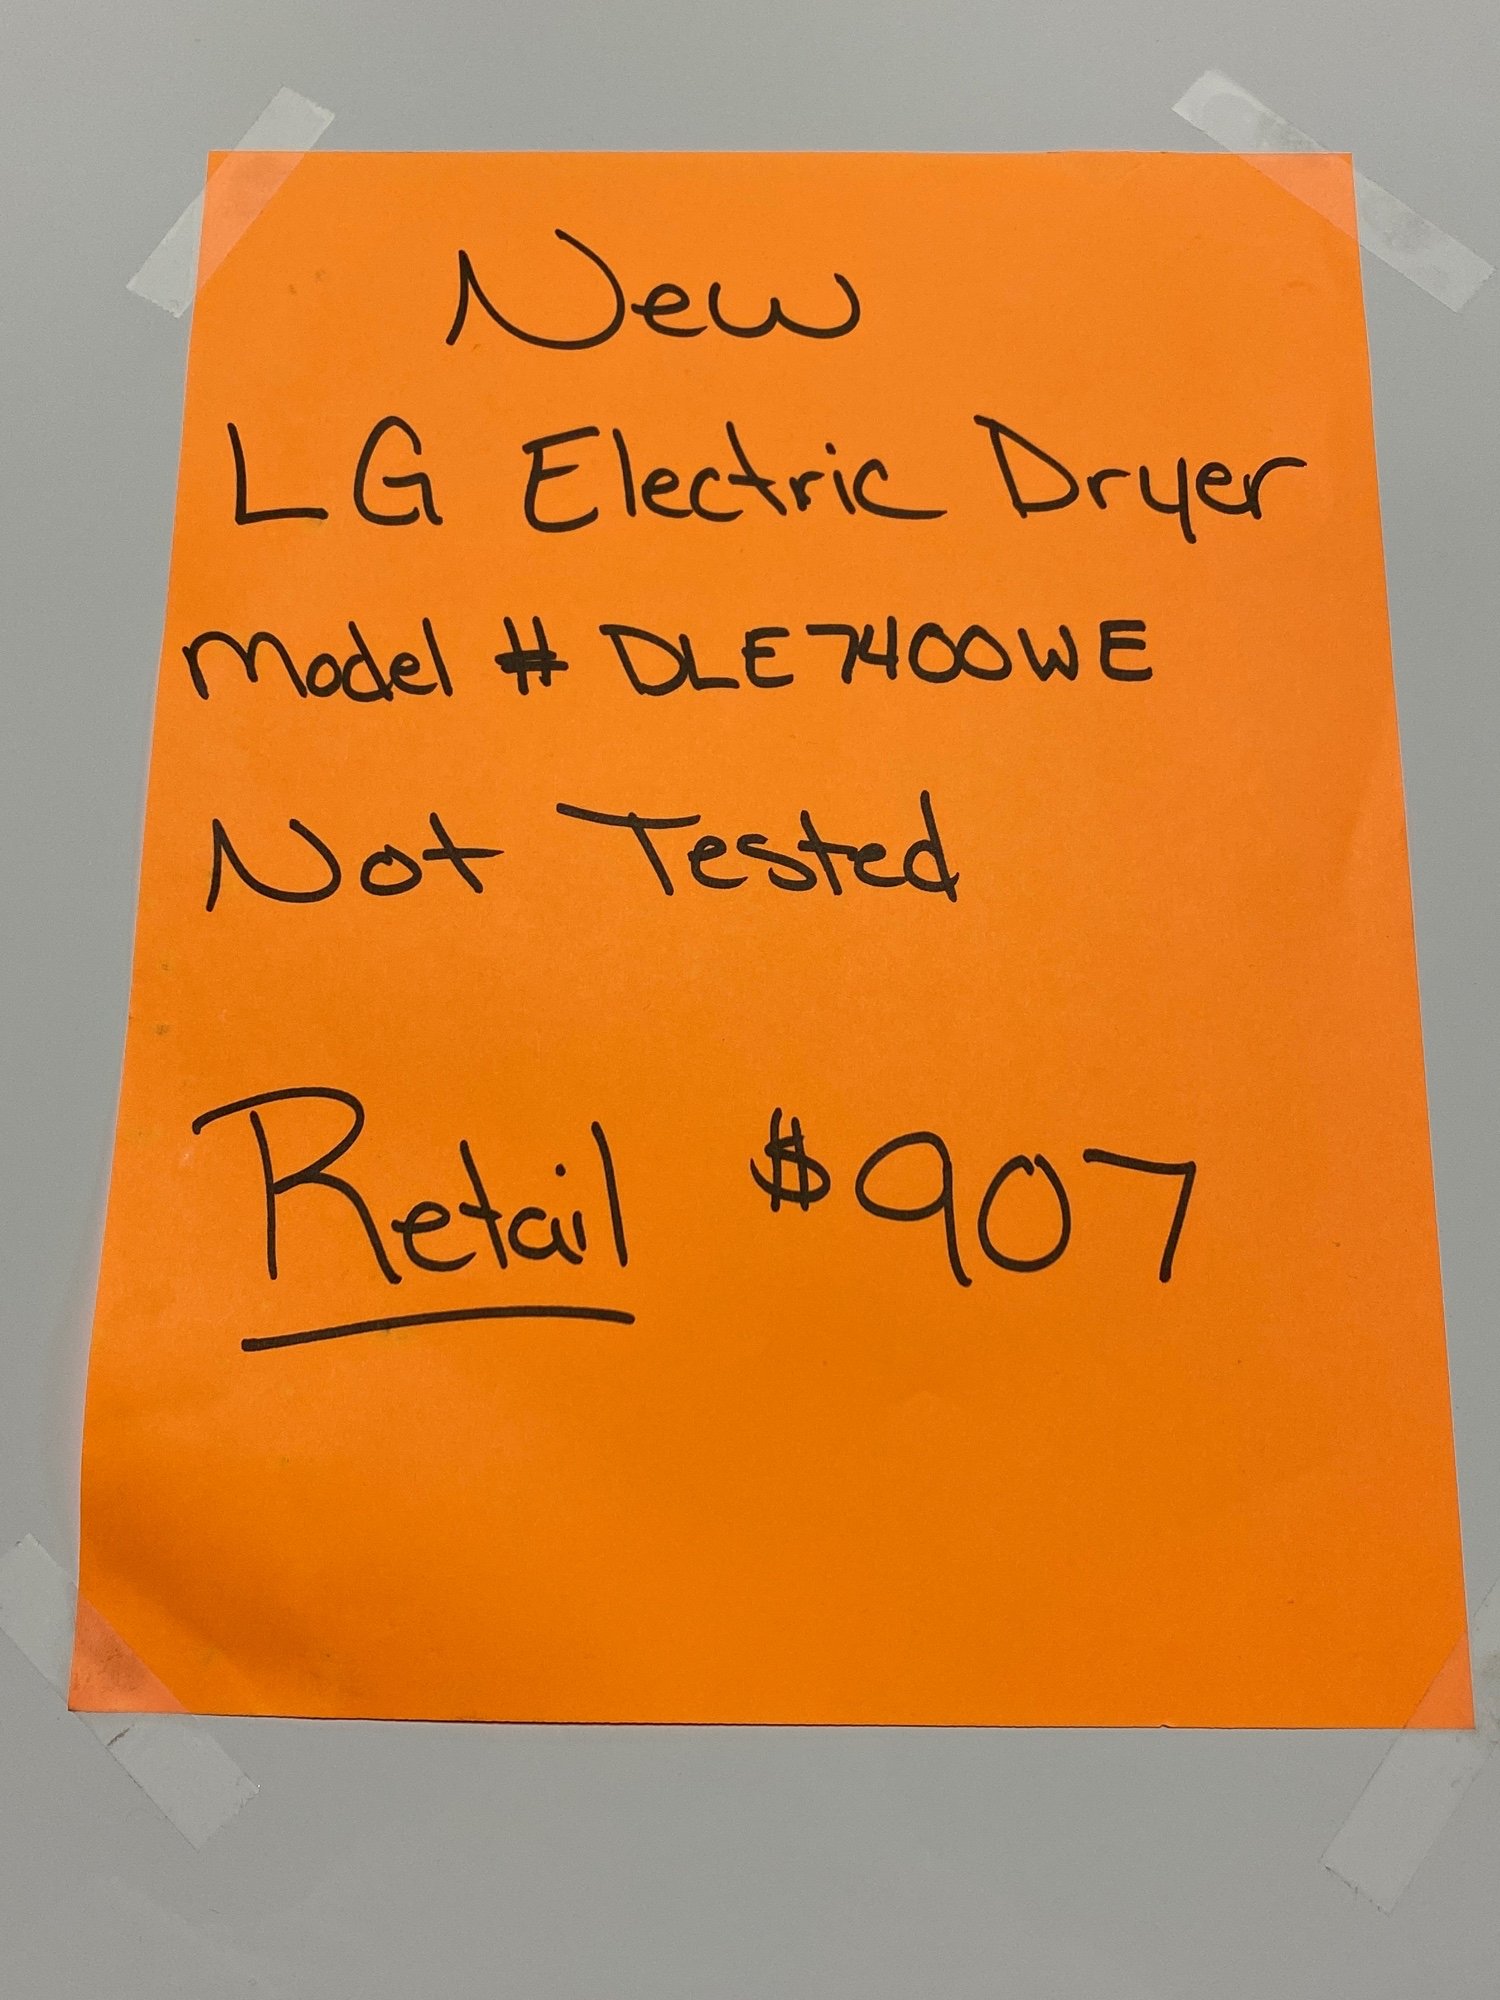 New
LG Electric Dryer
Model # DLE7400WE
Not Tested
Retail $907